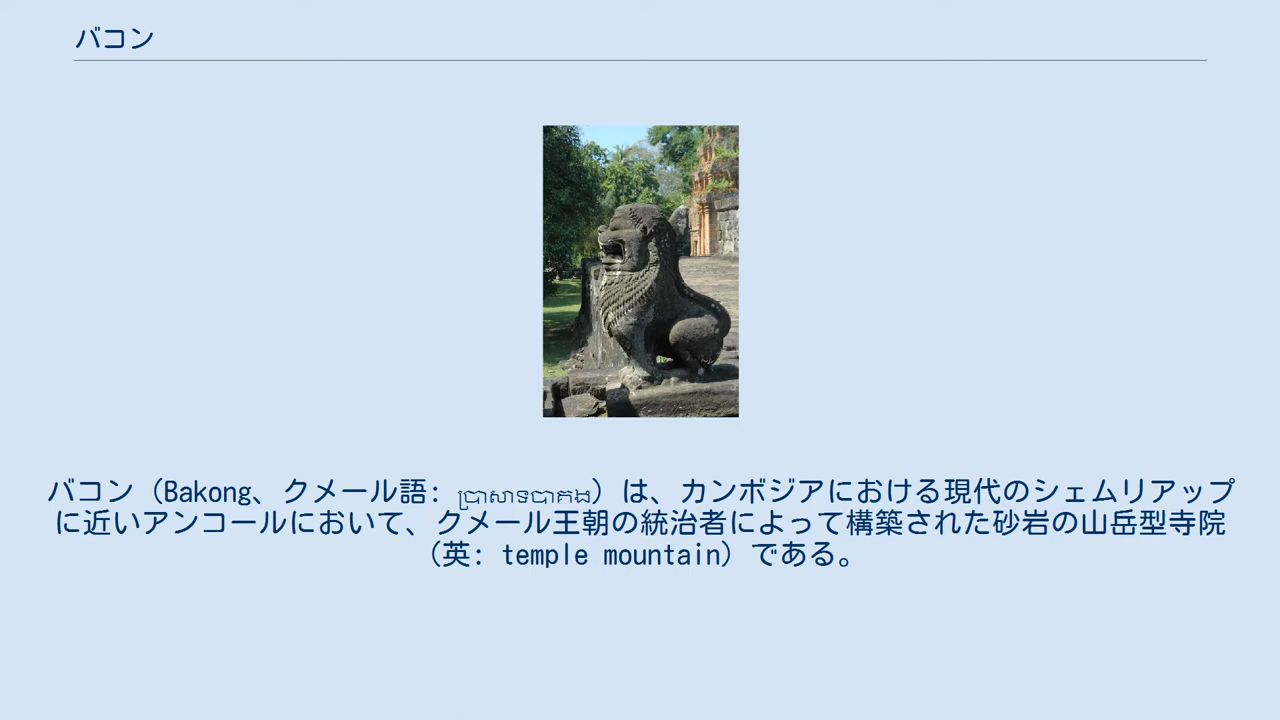 バコン
バコン（Bakong、クメール語: ប្រាសាទបាគង）は、カンボジアにおける現代のシェムリアップ
に近いアンコールにおいて、クメール王朝の統治者によって構築された砂岩の山岳型寺院
（英: temple mountain）である。